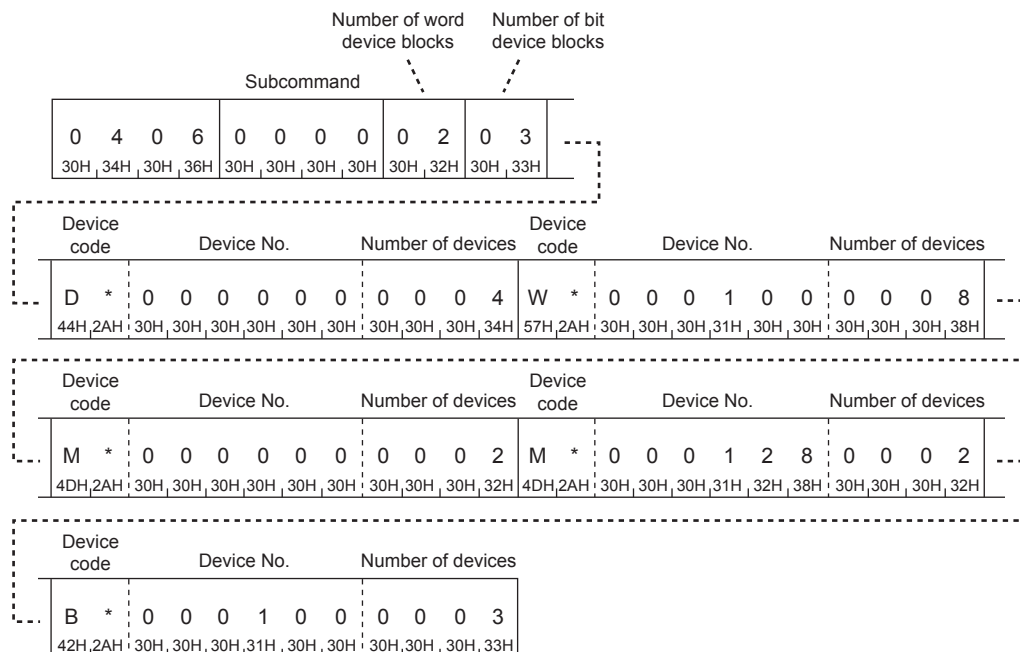 Number of word Number of bit
device blocks device blocks
Subcommand
0 4 0 6 0 0 0 0 0 2 0 3
30H 34H 30H 36H 30H 30H 30H 30H 30H 32H 30H 33H
Device Device
code Device No. Number of devices code Device No. Number of devices
D * 0 0 0 0 0 0 0 0 0 4 W * 0 0 0 1 0 0 0 0 0 8
44H 2AH 30H 30H 30H 30H 30H 30H 30H 30H 30H 34H 57H 2AH 30H 30H 30H 31H 30H 30H 30H 30H 30H 38H
Device Device
code Device No. Number of devices code Device No. Number of devices
M * 0 0 0 0 0 0 0 0 0 2 M * 0 0 0 1 2 8 0 0 0 2
4DH 2AH 30H 30H 30H 30H 30H 30H 30H 30H 30H 32H 4DH 2AH 30H 30H 30H 31H 32H 38H 30H 30H 30H 32H
Device
code Device No. Number of devices
B * 0 0 0 1 0 0 0 0 0 3
42H 2AH 30H 30H 30H 31H 30H 30H 30H 30H 30H 33H